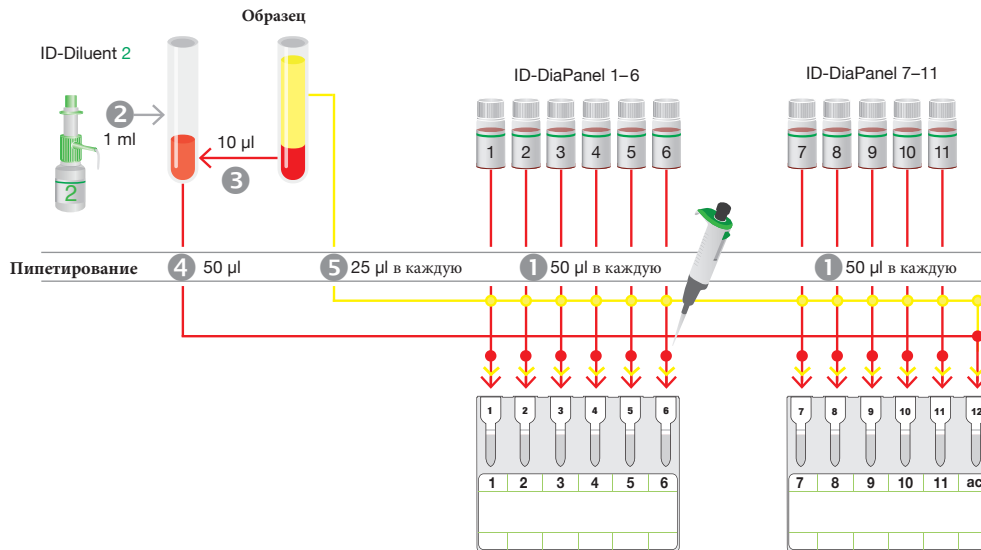 Образец
ID-Diluent 2
ID-DiaPanel 1–6
ID-DiaPanel 7–11
2
1 ml
10 µl
3
2
1 2 3 4 5 6
7 8 9 10 11
Пипетирование
4 50 µl
5 25 µl в каждую
1 50 µl в каждую
1 50 µl в каждую
1 2 3 4 5 6
7 8 9 10 11 12
1 2 3 4 5 6
7 8 9 10 11 ac